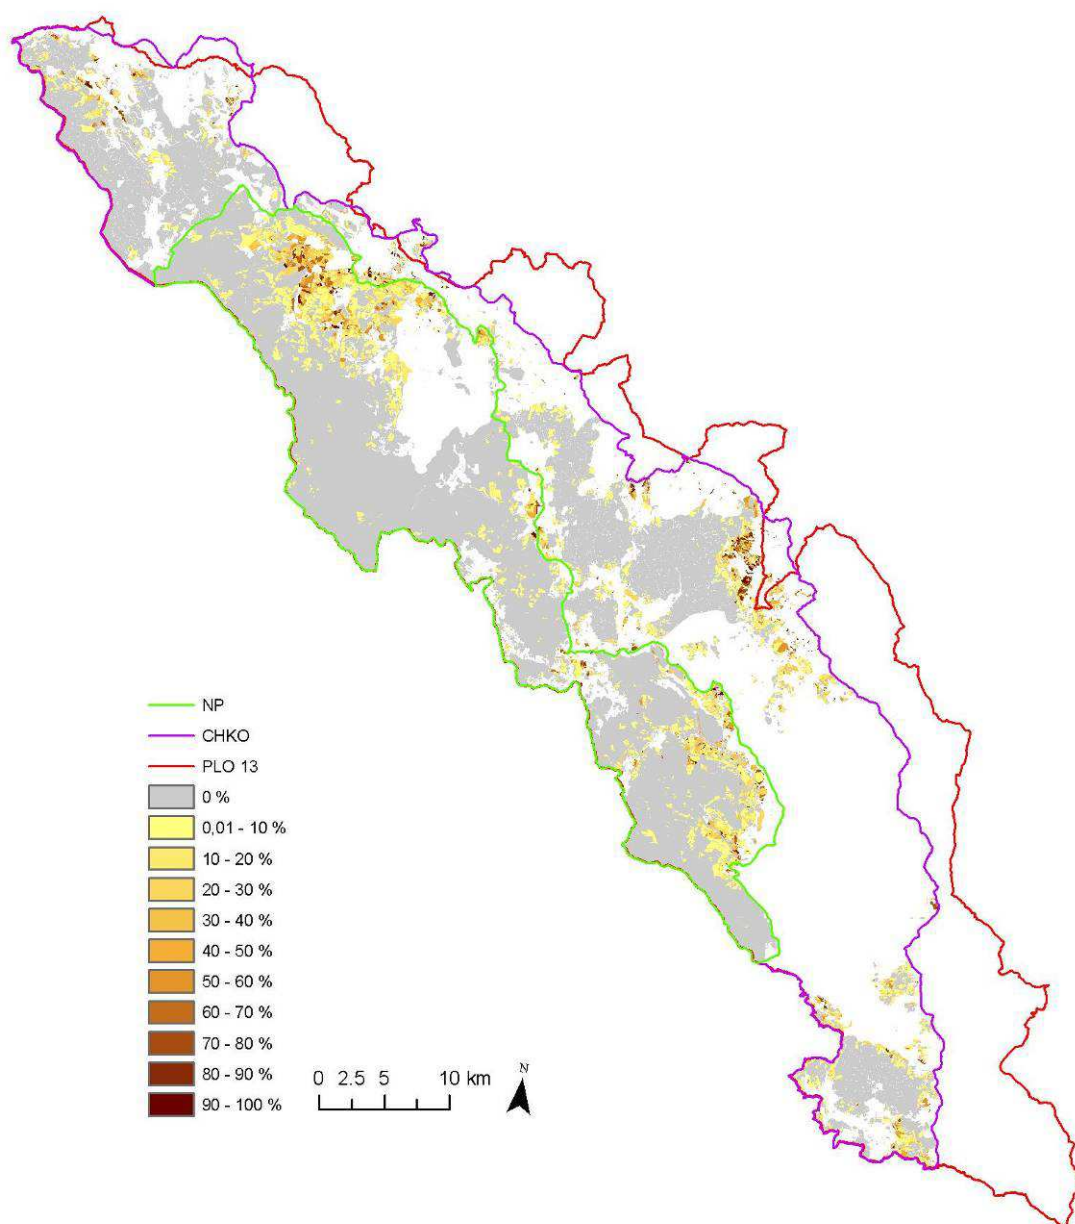 NP
CHKO
PLO 13
0 %
0,01 - 10 %
10 - 20 %
20 - 30 %
30 - 40 %
40 - 50 %
50 - 60 %
60 - 70 %
70 - 80 %
80 - 90 %
90 - 100 %
0 2.5 5 10 km
N